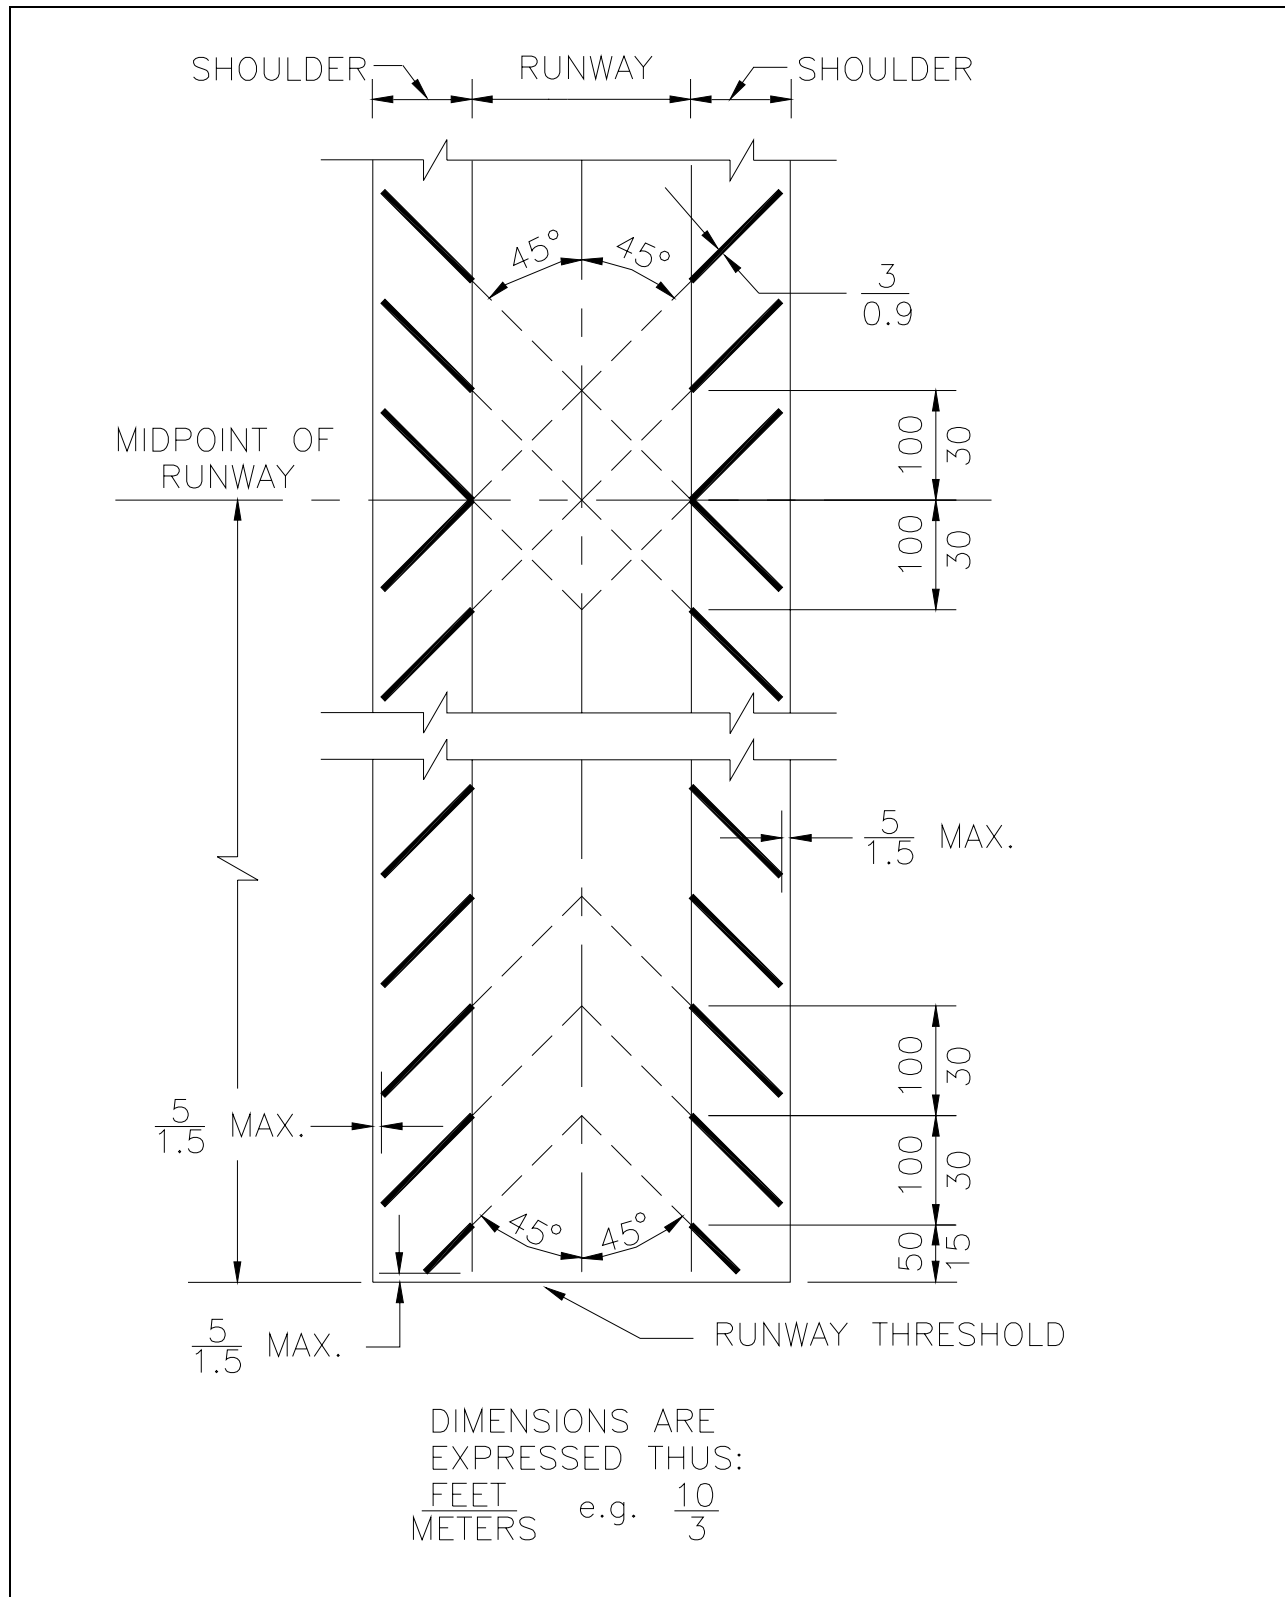 SHOULDER RUNWAY SHOULDER
45° 45°
3
0.9
MIDPOINT OF
RUNWAY
100
30
100
30
5
1.5 MAX.
100
30
5
1.5 MAX.
100
30
45° 45°
50
15
5
1.5 MAX.
RUNWAY THRESHOLD
DIMENSIONS ARE
EXPRESSED THUS:
FEET
METERS
e.g.
10
3